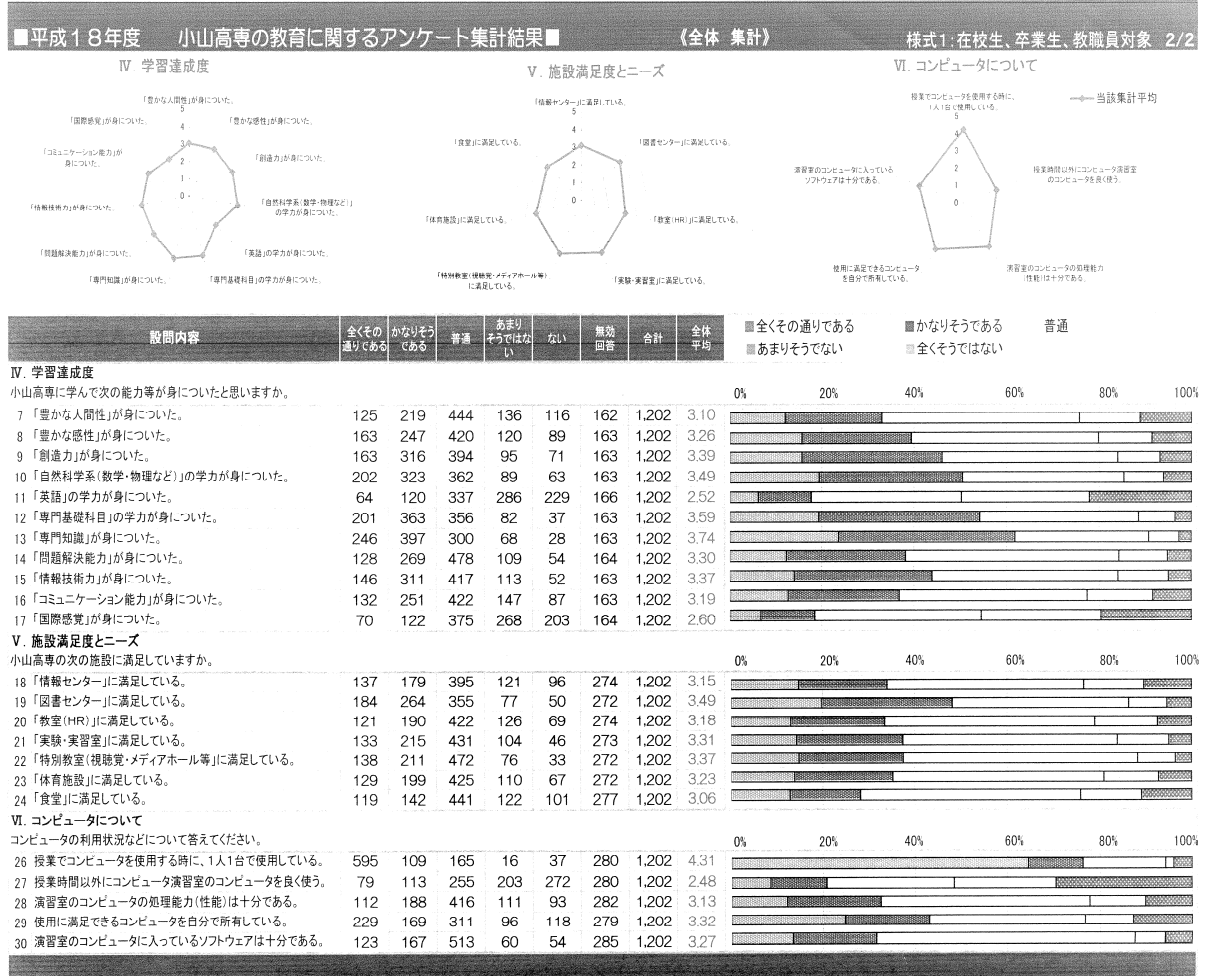 ■平成18年度 小山高専の教育に関するアンケート集計結果■ 《全体 集計》 様式1:在校生、卒業生、教職員対象 2/2
Ⅳ. 学習達成度
「豊かな人間性」が身についた。
5
4
3
2
1
0
「豊かな感性」が身についた。
「創造力」が身についた。
「自然科学系(数学・物理など)」
の学力が身についた。
「英語」の学力が身についた。
「専門基礎科目」の学力が身についた。
「専門知識」が身についた。
「問題解決能力」が身についた。
「情報技術力」が身についた。
「コミュニケーション能力」が
身についた。
「国際感覚」が身についた。
Ⅴ. 施設満足度とニーズ
「情報センター」に満足している。
5
4
3
2
1
0
「図書センター」に満足している。
「教室(HR)」に満足している。
「実験・実習室」に満足している。
「特別教室(視聴覚・メディアホール等)
に満足している。
「体育施設」に満足している。
「食堂」に満足している。
Ⅵ. コンピュータについて
授業でコンピュータを使用する時に、
1人1台で使用している。
5
4
3
2
1
0
当該集計平均
授業時間以外にコンピュータ演習室
のコンピュータを良く使う。
演習室のコンピュータの処理能力
(性能)は十分である。
使用に満足できるコンピュータ
を自分で所有している。
演習室のコンピュータに入っている
ソフトウェアは十分である。
設問内容 全くその通りである かなりそうである 普通 あまりそうではない ない 無効回答 合計 全体平均
全くその通りである かなりそうである 普通
あまりそうでない 全くそうではない
Ⅳ. 学習達成度
小山高専に学んで次の能力等が身についたと思いますか。 0% 20% 40% 60% 80% 100%
7 「豊かな人間性」が身についた。 125 219 444 136 116 162 1,202 3.10
8 「豊かな感性」が身についた。 163 247 420 120 89 163 1,202 3.26
9 「創造力」が身についた。 163 316 394 95 71 163 1,202 3.39
10 「自然科学系(数学・物理など)」の学力が身についた。 202 323 362 89 63 163 1,202 3.49
11 「英語」の学力が身についた。 64 120 337 286 229 166 1,202 2.52
12 「専門基礎科目」の学力が身についた。 201 363 356 82 37 163 1,202 3.59
13 「専門知識」が身についた。 246 397 300 68 28 163 1,202 3.74
14 「問題解決能力」が身についた。 128 269 478 109 54 164 1,202 3.30
15 「情報技術力」が身についた。 146 311 417 113 52 163 1,202 3.37
16 「コミュニケーション能力」が身についた。 132 251 422 147 87 163 1,202 3.19
17 「国際感覚」が身についた。 70 122 375 268 203 164 1,202 2.60
Ⅴ. 施設満足度とニーズ
小山高専の次の施設に満足していますか。 0% 20% 40% 60% 80% 100%
18 「情報センター」に満足している。 137 179 395 121 96 274 1,202 3.15
19 「図書センター」に満足している。 184 264 355 77 50 272 1,202 3.49
20 「教室(HR)」に満足している。 121 190 422 126 69 274 1,202 3.18
21 「実験・実習室」に満足している。 133 215 431 104 46 273 1,202 3.31
22 「特別教室(視聴覚・メディアホール等」に満足している。 138 211 472 76 33 272 1,202 3.37
23 「体育施設」に満足している。 129 199 425 110 67 272 1,202 3.23
24 「食堂」に満足している。 119 142 441 122 101 277 1,202 3.06
Ⅵ. コンピュータについて
コンピュータの利用状況などについて答えてください。 0% 20% 40% 60% 80% 100%
26 授業でコンピュータを使用する時に、1人1台で使用している。 595 109 165 16 37 280 1,202 4.31
27 授業時間以外にコンピュータ演習室のコンピュータを良く使う。 79 113 255 203 272 280 1,202 2.48
28 演習室のコンピュータの処理能力(性能)は十分である。 112 188 416 111 93 282 1,202 3.13
29 使用に満足できるコンピュータを自分で所有している。 229 169 311 96 118 279 1,202 3.32
30 演習室のコンピュータに入っているソフトウェアは十分である。 123 167 513 60 54 285 1,202 3.27